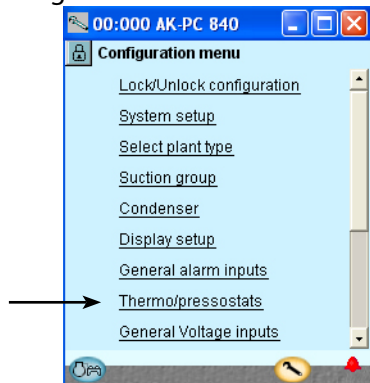 00:000 AK-PC 840
Configuration menu
Lock/Unlock configuration
System setup
Select plant type
Suction group
Condenser
Display setup
General alarm inputs
Thermo/pressostats
General Voltage inputs